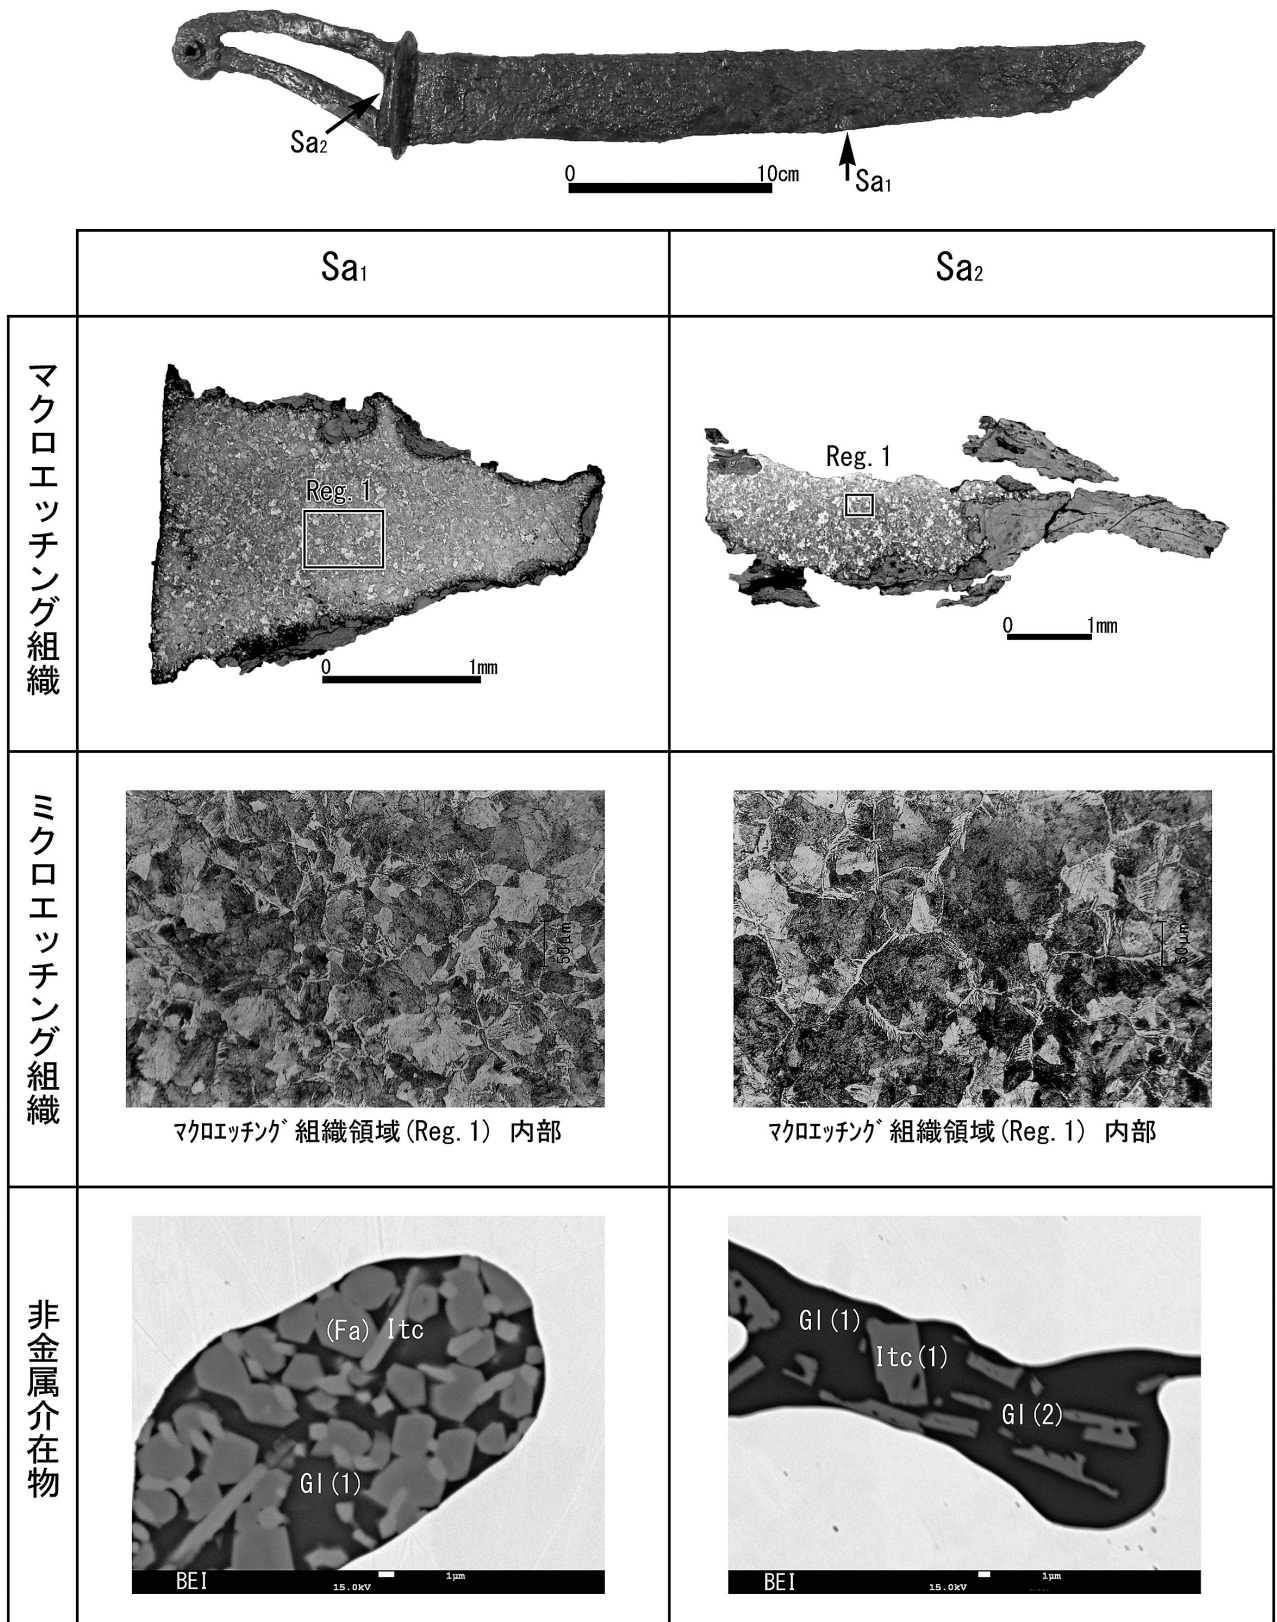 Sa₂
0 10cm
Sa₁
Sa₁ Sa₂
マクロエッチング組織
Reg. 1
0 1mm
Reg. 1
0 1mm
ミクロエッチング組織
50μm
マクロエッチング組織領域(Reg. 1) 内部
50μm
マクロエッチング組織領域(Reg. 1) 内部
非金属介在物
(Fa) Itc
Gl(1)
BEI 15.0kV 1μm
Gl(1)
Itc(1)
Gl(2)
BEI 15.0kV 1μm